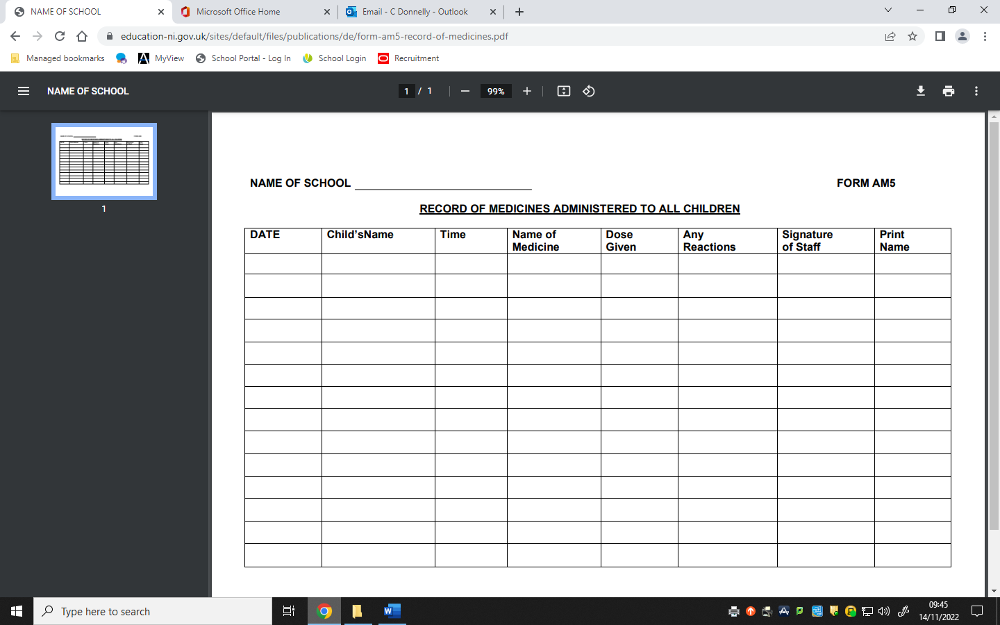 NAME OF SCHOOL
Microsoft Office Home
Email - C Donnelly - Outlook
education-ni.gov.uk/sites/default/files/publications/de/form-am5-record-of-medicines.pdf
Managed bookmarks
MyView
School Portal - Log In
School Login
Recruitment
NAME OF SCHOOL
1 / 1
99%
1
NAME OF SCHOOL
FORM AM5
RECORD OF MEDICINES ADMINISTERED TO ALL CHILDREN
DATE
Child'sName
Time
Name of
Medicine
Dose
Given
Any
Reactions
Signature
of Staff
Print
Name
Type here to search
09:45
14/11/2022